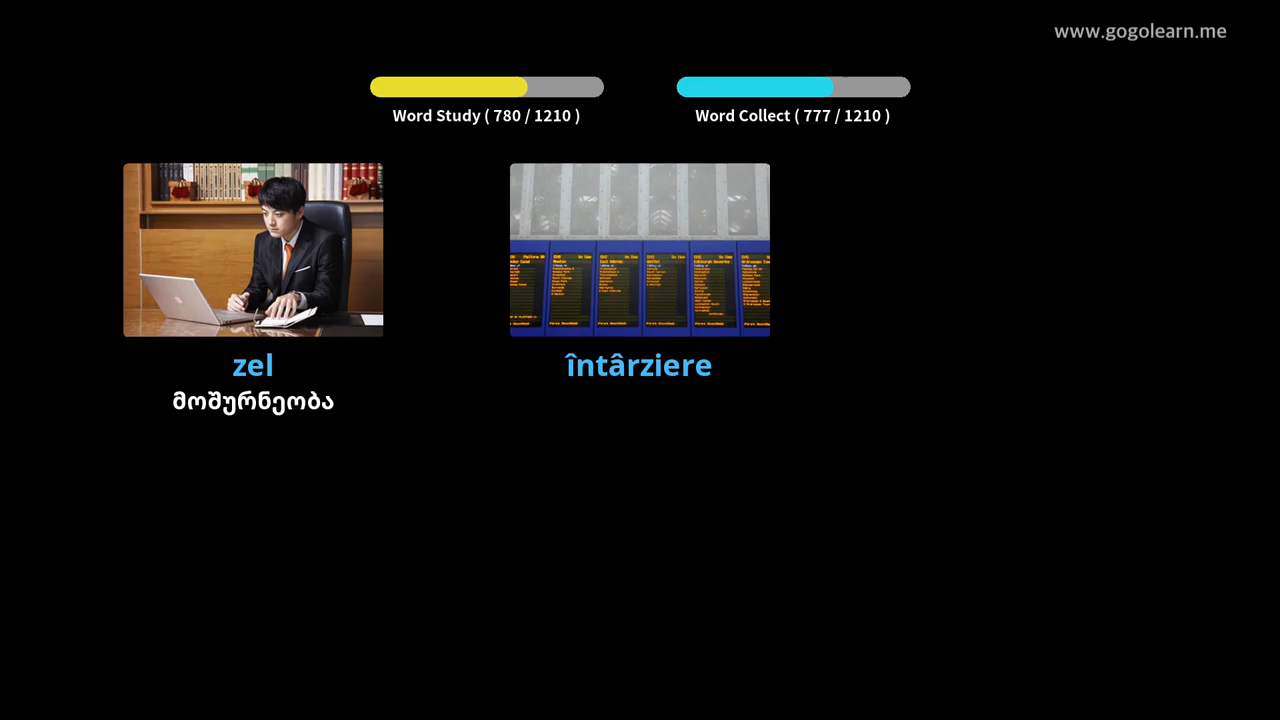 www.gogolearn.me
Word Study ( 780 / 1210 )
Word Collect ( 777 / 1210 )
zel
მოშურნეობა
întârziere